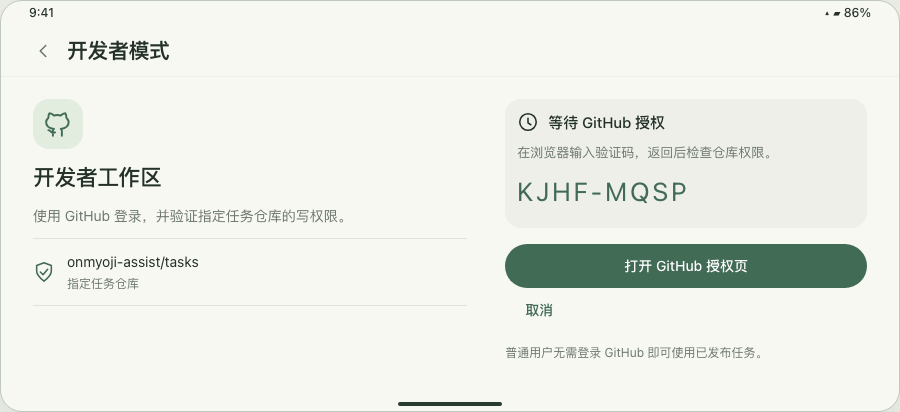 9:41
86%
开发者模式
开发者工作区
使用 GitHub 登录，并验证指定任务仓库的写权限。
onmyoji-assist/tasks
指定任务仓库
等待 GitHub 授权
在浏览器输入验证码，返回后检查仓库权限。
KJHF-MQSP
打开 GitHub 授权页
取消
普通用户无需登录 GitHub 即可使用已发布任务。